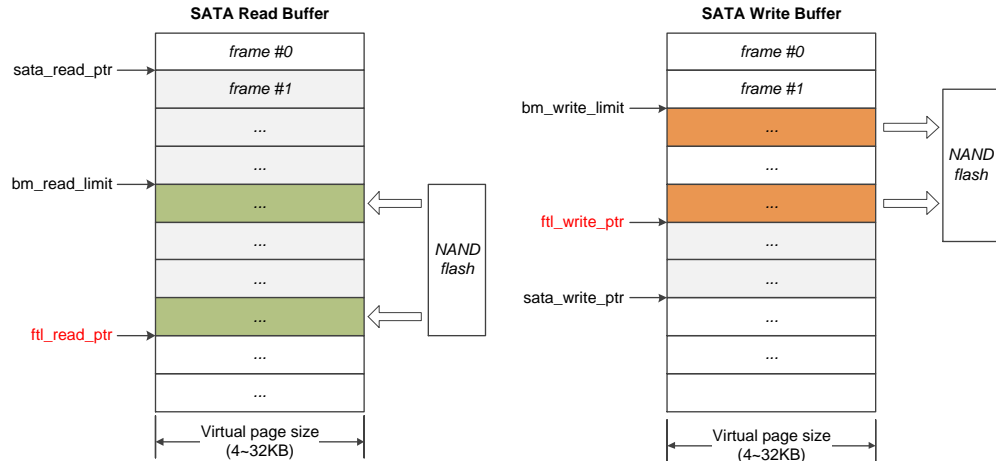 SATA Read Buffer
frame #0
sata_read_ptr
frame #1
...
...
bm_read_limit
...
...
...
...
ftl_read_ptr
...
...
NAND
flash
Virtual page size
(4~32KB)
SATA Write Buffer
frame #0
frame #1
bm_write_limit
...
...
...
ftl_write_ptr
...
...
sata_write_ptr
...
...
NAND
flash
Virtual page size
(4~32KB)